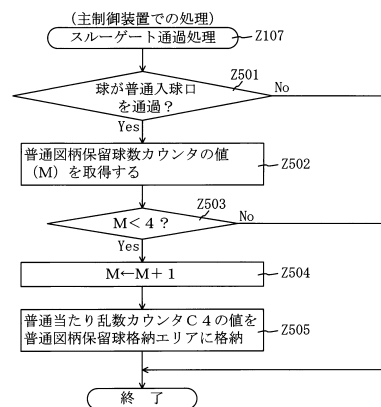 (主制御装置での処理)
スルーゲート通過処理
Z107
球が普通入球口
を通過？
Z501
No
Yes
普通図柄保留球数カウンタの値
(M) を取得する
Z502
M<4？
Z503
No
Yes
M←M+1
Z504
普通当たり乱数カウンタC4の値を
普通図柄保留球格納エリアに格納
Z505
終 了